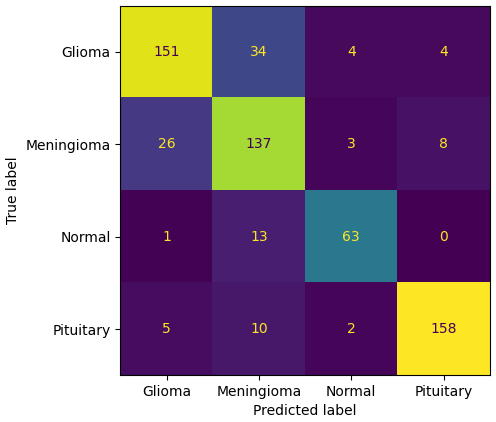 True label
Glioma 151 34 4 4
Meningioma 26 137 3 8
Normal 1 13 63 0
Pituitary 5 10 2 158
Glioma Meningioma Normal Pituitary
Predicted label